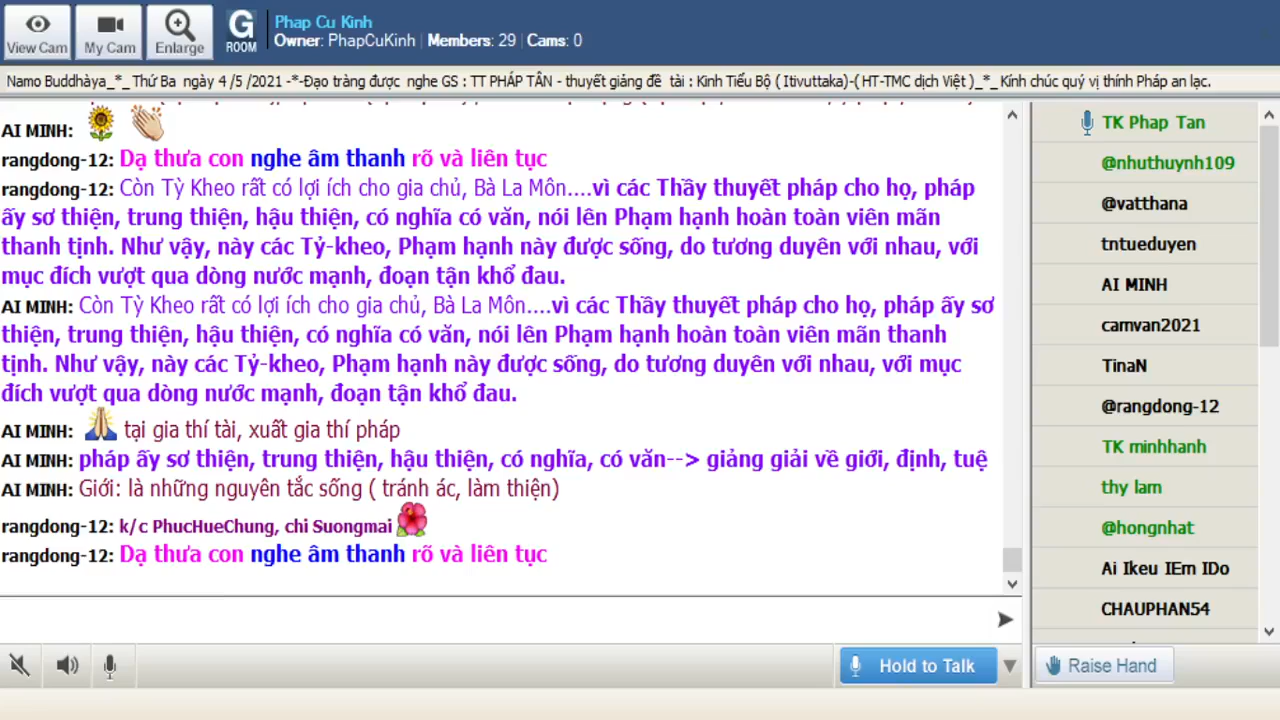 Phap Cu Kinh
Owner: PhapCuKinh | Members: 29 | Cams: 0
View Cam
My Cam
Enlarge
G
ROOM
Namo Buddhàya_*_Thứ Ba ngày 4 /5 /2021 -*-Đạo tràng được nghe GS : TT PHÁP TÂN - thuyết giảng đề tài : Kinh Tiểu Bộ ( Itivuttaka)-( HT-TMC dịch Việt )_*_Kính chúc quý vị thính Pháp an lạc.
AI MINH:
rangdong-12: Dạ thưa con nghe âm thanh rõ và liên tục
rangdong-12: Còn Tỳ Kheo rất có lợi ích cho gia chủ, Bà La Môn....vì các Thầy thuyết pháp cho họ, pháp
ấy sơ thiện, trung thiện, hậu thiện, có nghĩa có văn, nói lên Phạm hạnh hoàn toàn viên mãn
thanh tịnh. Như vậy, này các Tỷ-kheo, Phạm hạnh này được sống, do tương duyên với nhau, với
mục đích vượt qua dòng nước mạnh, đoạn tận khổ đau.
AI MINH: Còn Tỳ Kheo rất có lợi ích cho gia chủ, Bà La Môn....vì các Thầy thuyết pháp cho họ, pháp ấy sơ
thiện, trung thiện, hậu thiện, có nghĩa có văn, nói lên Phạm hạnh hoàn toàn viên mãn thanh
tịnh. Như vậy, này các Tỷ-kheo, Phạm hạnh này được sống, do tương duyên với nhau, với mục
đích vượt qua dòng nước mạnh, đoạn tận khổ đau.
AI MINH: tại gia thí tài, xuất gia thí pháp
AI MINH: pháp ấy sơ thiện, trung thiện, hậu thiện, có nghĩa, có văn--> giảng giải về giới, định, tuệ
AI MINH: Giới: là những nguyên tắc sống ( tránh ác, làm thiện)
rangdong-12: k/c PhucHueChung, chi Suongmai
rangdong-12: Dạ thưa con nghe âm thanh rõ và liên tục
TK Phap Tan
@nhuthuynh109
@vatthana
tntueduyen
AI MINH
camvan2021
TinaN
@rangdong-12
TK minhhanh
thy lam
@hongnhat
Ai Ikeu IEm IDo
CHAUPHAN54
Hold to Talk
Raise Hand